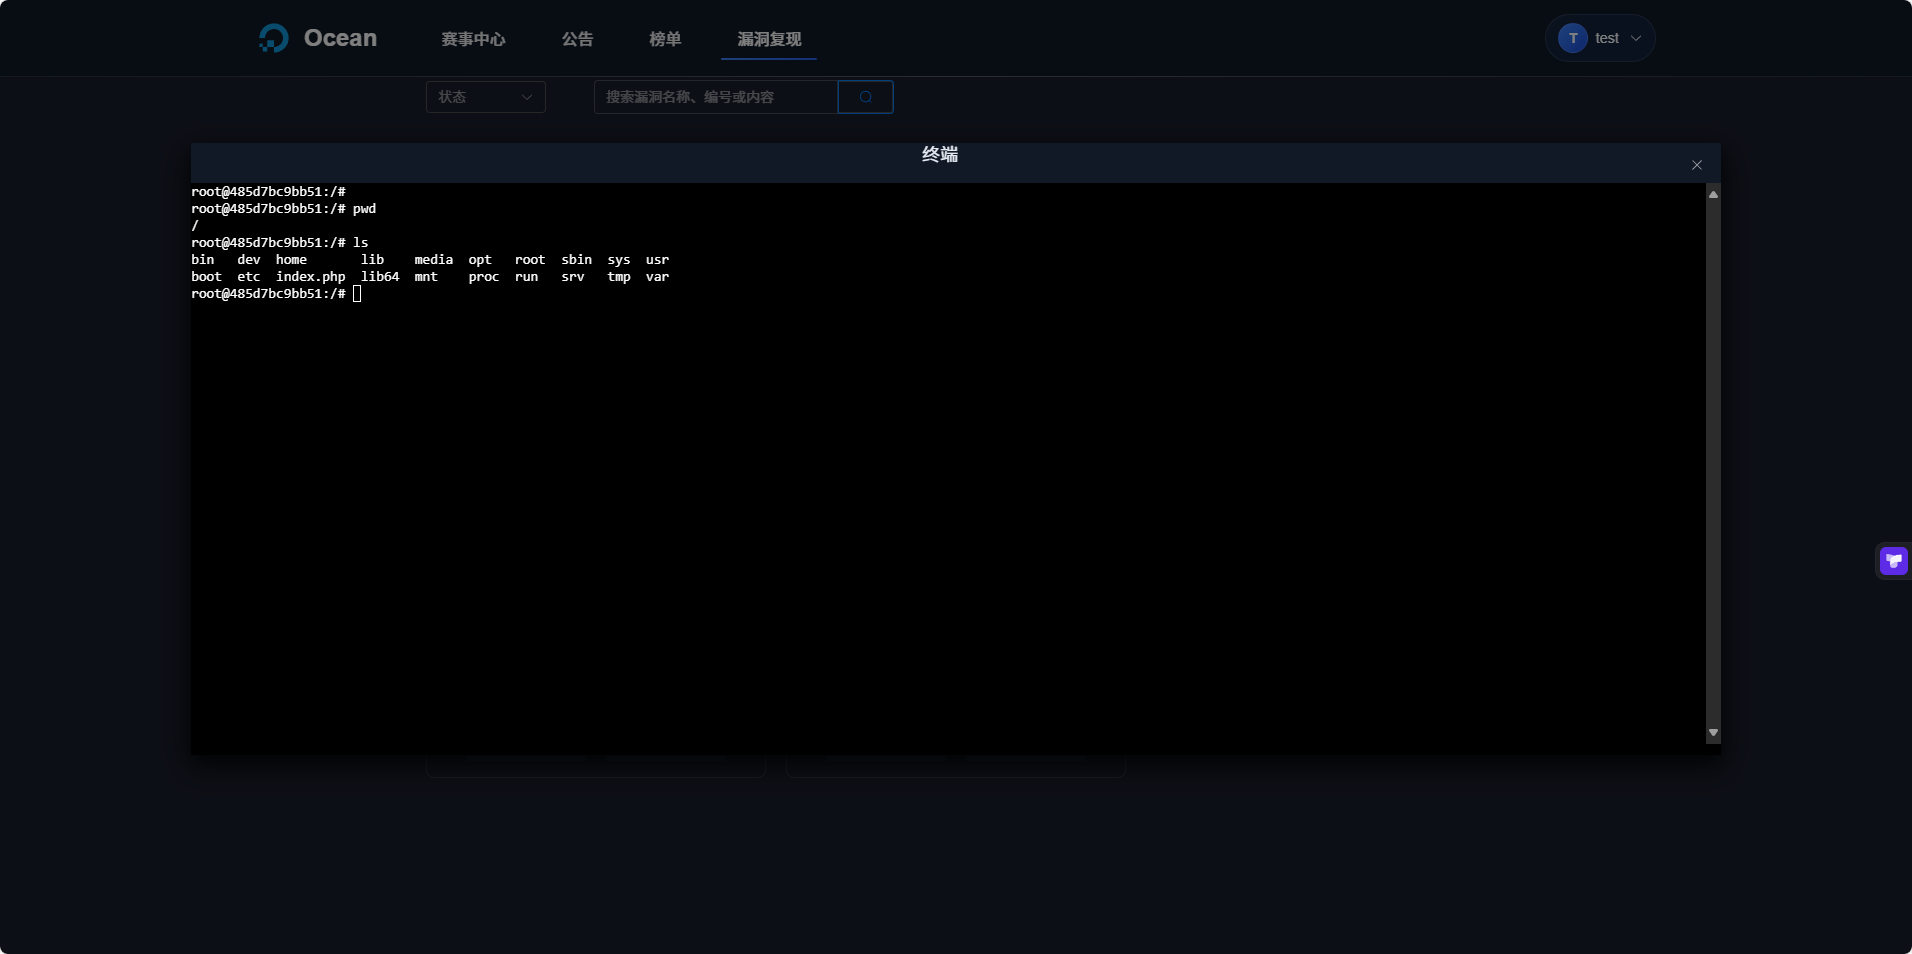 Ocean 赛事中心 公告 榜单 漏洞复现 T test
状态 搜索漏洞名称、编号或内容
终端
root@485d7bc9bb51:/#
root@485d7bc9bb51:/# pwd
/
root@485d7bc9bb51:/# ls
bin   dev  home       lib    media  opt   root  sbin  sys  usr
boot  etc  index.php  lib64  mnt    proc  run   srv   tmp  var
root@485d7bc9bb51:/#